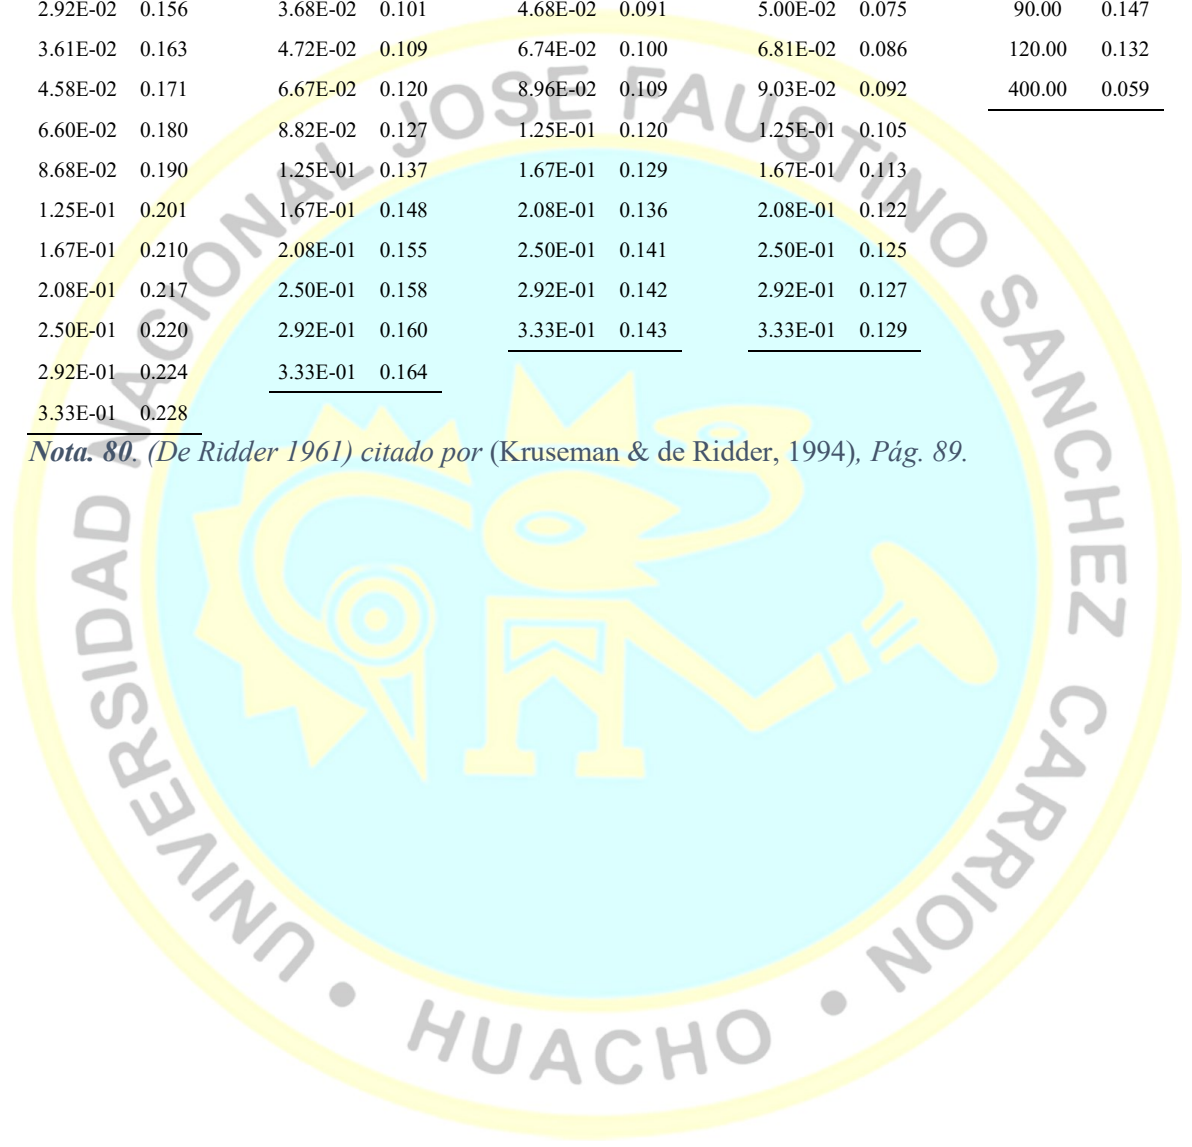 2.92E-02 0.156 3.68E-02 0.101 4.68E-02 0.091 5.00E-02 0.075 90.00 0.147
3.61E-02 0.163 4.72E-02 0.109 6.74E-02 0.100 6.81E-02 0.086 120.00 0.132
4.58E-02 0.171 6.67E-02 0.120 8.96E-02 0.109 9.03E-02 0.092 400.00 0.059
6.60E-02 0.180 8.82E-02 0.127 1.25E-01 0.120 1.25E-01 0.105
8.68E-02 0.190 1.25E-01 0.137 1.67E-01 0.129 1.67E-01 0.113
1.25E-01 0.201 1.67E-01 0.148 2.08E-01 0.136 2.08E-01 0.122
1.67E-01 0.210 2.08E-01 0.155 2.50E-01 0.141 2.50E-01 0.125
2.08E-01 0.217 2.50E-01 0.158 2.92E-01 0.142 2.92E-01 0.127
2.50E-01 0.220 2.92E-01 0.160 3.33E-01 0.143 3.33E-01 0.129
2.92E-01 0.224 3.33E-01 0.164
3.33E-01 0.228
Nota. 80. (De Ridder 1961) citado por (Kruseman & de Ridder, 1994), Pág. 89.
UNIVERSIDAD NACIONAL JOSE FAUSTINO SANCHEZ CARRION • HUACHO •